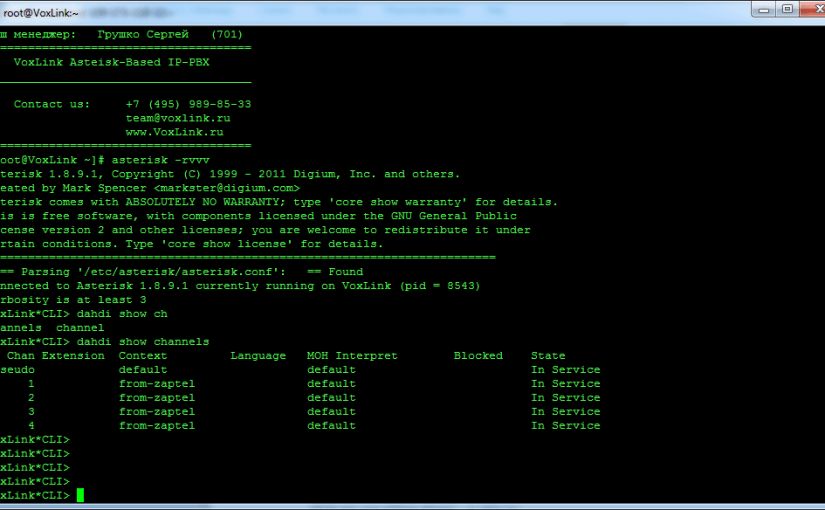 root@VoxLink:~
ш менеджер:   Грушко Сергей   (701)
====================================
  VoxLink Asteisk-Based IP-PBX
____________________________________
  Contact us:     +7 (495) 989-85-33
                  team@voxlink.ru
                  www.VoxLink.ru
====================================
oot@VoxLink ~]# asterisk -rvvv
terisk 1.8.9.1, Copyright (C) 1999 - 2011 Digium, Inc. and others.
eated by Mark Spencer <markster@digium.com>
terisk comes with ABSOLUTELY NO WARRANTY; type 'core show warranty' for details.
is is free software, with components licensed under the GNU General Public
cense version 2 and other licenses; you are welcome to redistribute it under
rtain conditions. Type 'core show license' for details.
=======================================================================
== Parsing '/etc/asterisk/asterisk.conf':   == Found
nnected to Asterisk 1.8.9.1 currently running on VoxLink (pid = 8543)
rbosity is at least 3
xLink*CLI> dahdi show ch
annels  channel
xLink*CLI> dahdi show channels
 Chan Extension  Context         Language   MOH Interpret        Blocked    State
seudo            default                    default                         In Service
    1            from-zaptel                default                         In Service
    2            from-zaptel                default                         In Service
    3            from-zaptel                default                         In Service
    4            from-zaptel                default                         In Service
xLink*CLI>
xLink*CLI>
xLink*CLI>
xLink*CLI>
xLink*CLI>